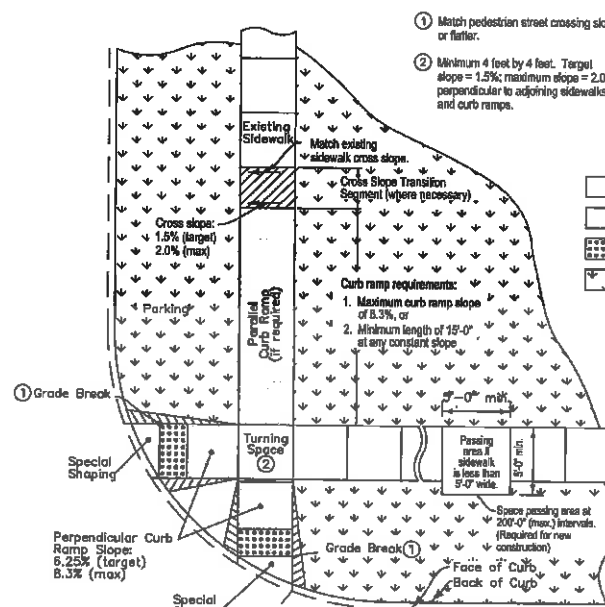 ① Match pedestrian street crossing slo
or flatter.
② Minimum 4 feet by 4 feet. Target
slope = 1.5%; maximum slope = 2.0
perpendicular to adjoining sidewalks
and curb ramps.
Existing
Sidewalk
Match existing
sidewalk cross slope.
Cross Slope Transition
Segment (where necessary)
Cross slope:
1.5% (target)
2.0% (max)
Curb ramp requirements:
1. Maximum curb ramp slope
of 8.3%, or
2. Minimum length of 15'-0"
at any constant slope
Parking
Parallel
Curb Ramp
(if required)
5'-0" min.
① Grade Break
Special
Shaping
Turning
Space
②
Passing
area if
sidewalk
is less than
5'-0" wide.
5'-0" min.
Space passing area at
200'-0" (max.) intervals.
(Required for new
construction)
Perpendicular Curb
Ramp Slope:
6.25% (target)
8.3% (max)
Grade Break ①
Face of Curb
Back of Curb
Special